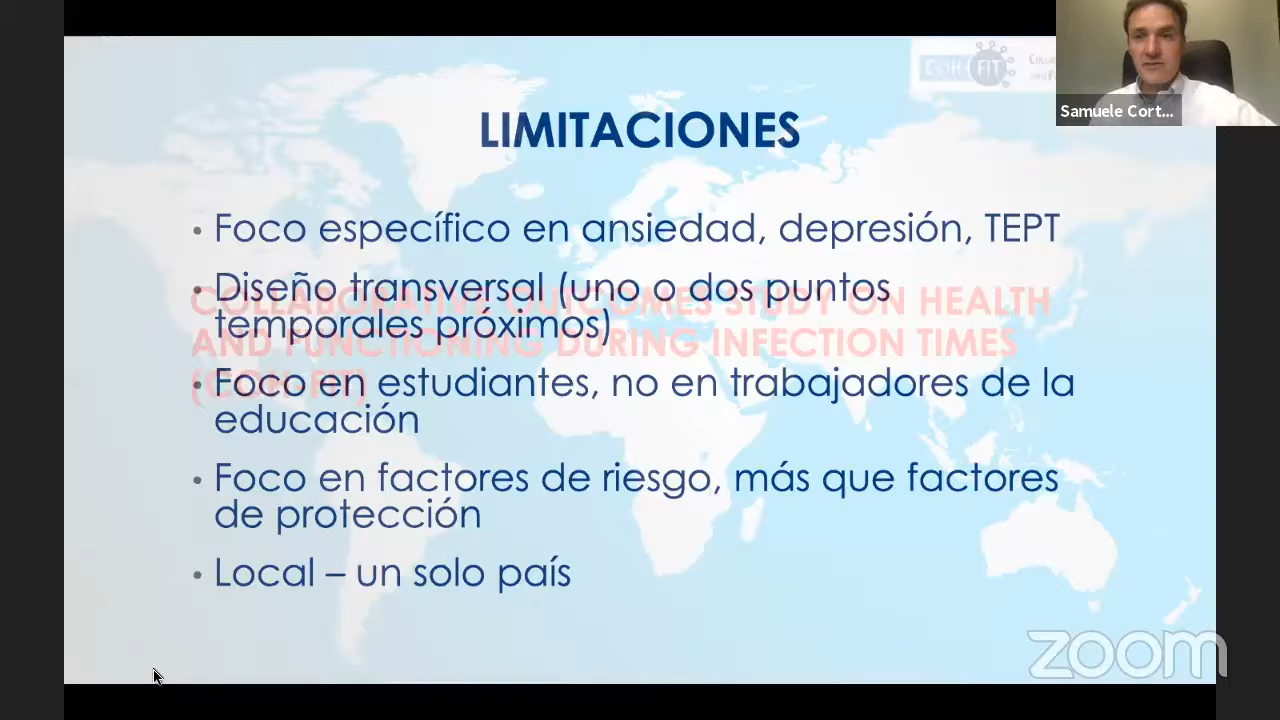 LIMITACIONES
• Foco específico en ansiedad, depresión, TEPT
• Diseño transversal (uno o dos puntos
temporales próximos)
• Foco en estudiantes, no en trabajadores de la
educación
• Foco en factores de riesgo, más que factores
de protección
• Local – un solo país
COLLABORATIVE OUTCOMES STUDY ON HEALTH
AND FUNCTIONING DURING INFECTION TIMES
(COH-FIT)
COH-FIT
Samuele Cort...
zoom